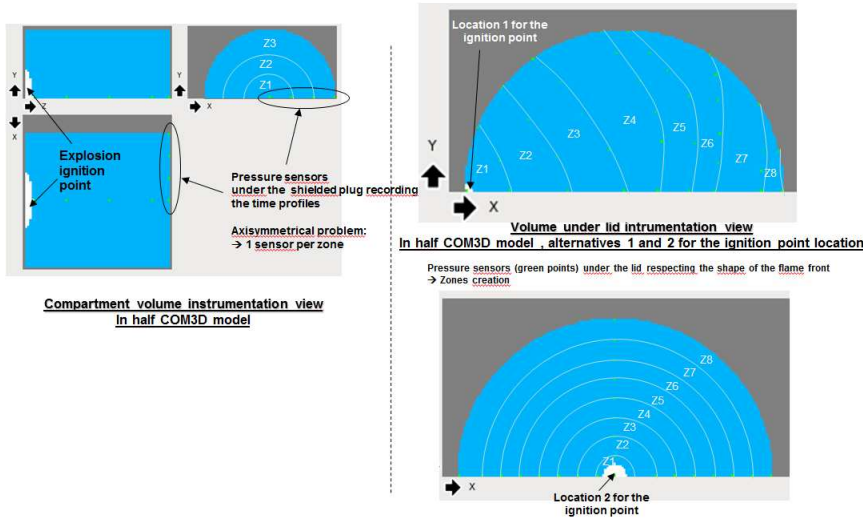 Y
Z
X
Y
X
Z3
Z2
Z1
Explosion
ignition
point
Pressure sensors
under the shielded plug recording
the time profiles
Axisymmetrical problem:
→ 1 sensor per zone
Compartment volume instrumentation view
In half COM3D model
Location 1 for the
ignition point
Y
X
Z1
Z2
Z3
Z4
Z5
Z6
Z7
Z8
Volume under lid intrumentation view
In half COM3D model , alternatives 1 and 2 for the ignition point location
Pressure sensors (green points) under the lid respecting the shape of the flame front
→ Zones creation
Z8
Z7
Z6
Z5
Z4
Z3
Z2
Z1
X
Location 2 for the
ignition point